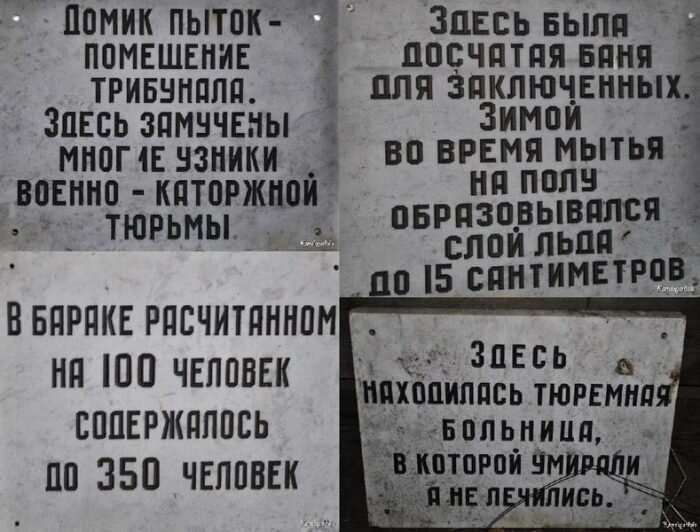 Домик пыток -
помещение
трибунала.
Здесь замучены
многие узники
военно - каторжной
тюрьмы
Здесь была
досчатая баня
для заключенных.
Зимой
во время мытья
на полу
образовывался
слой льда
до 15 сантиметров
В бараке расчитанном
на 100 человек
содержалось
до 350 человек
Здесь
находилась тюремная
больница,
в которой умирали
а не лечились.